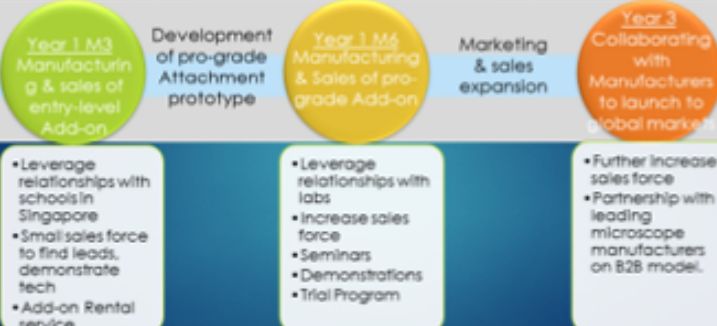 Year 1 M3
Manufacturin
g & sales of
entry-level
Add-on
Development
of pro-grade
Attachment
prototype
Year 1 M6
Manufacturing
& Sales of pro-
grade Add-on
Marketing
& sales
expansion
Year 3
Collaborating
with
Manufacturers
to launch to
global markets
▪Leverage
relationships with
schools in
Singapore
▪Small sales force
to find leads,
demonstrate
tech
▪Add-on Rental
service
▪Leverage
relationships with
labs
▪Increase sales
force
▪Seminars
▪Demonstrations
▪Trial Program
▪Further increase
sales force
▪Partnership with
leading
microscope
manufacturers
on B2B model.